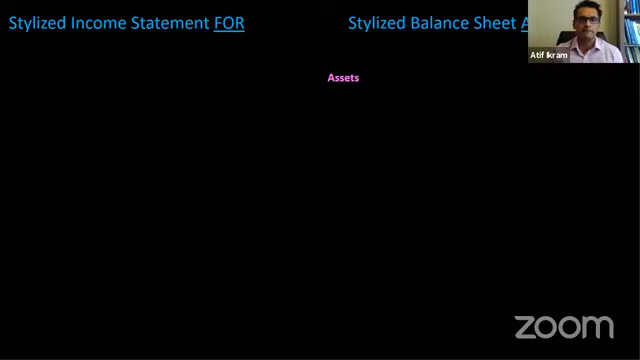 Stylized Income Statement FOR
Stylized Balance Sheet A
Atif Ikram
Assets
zoom